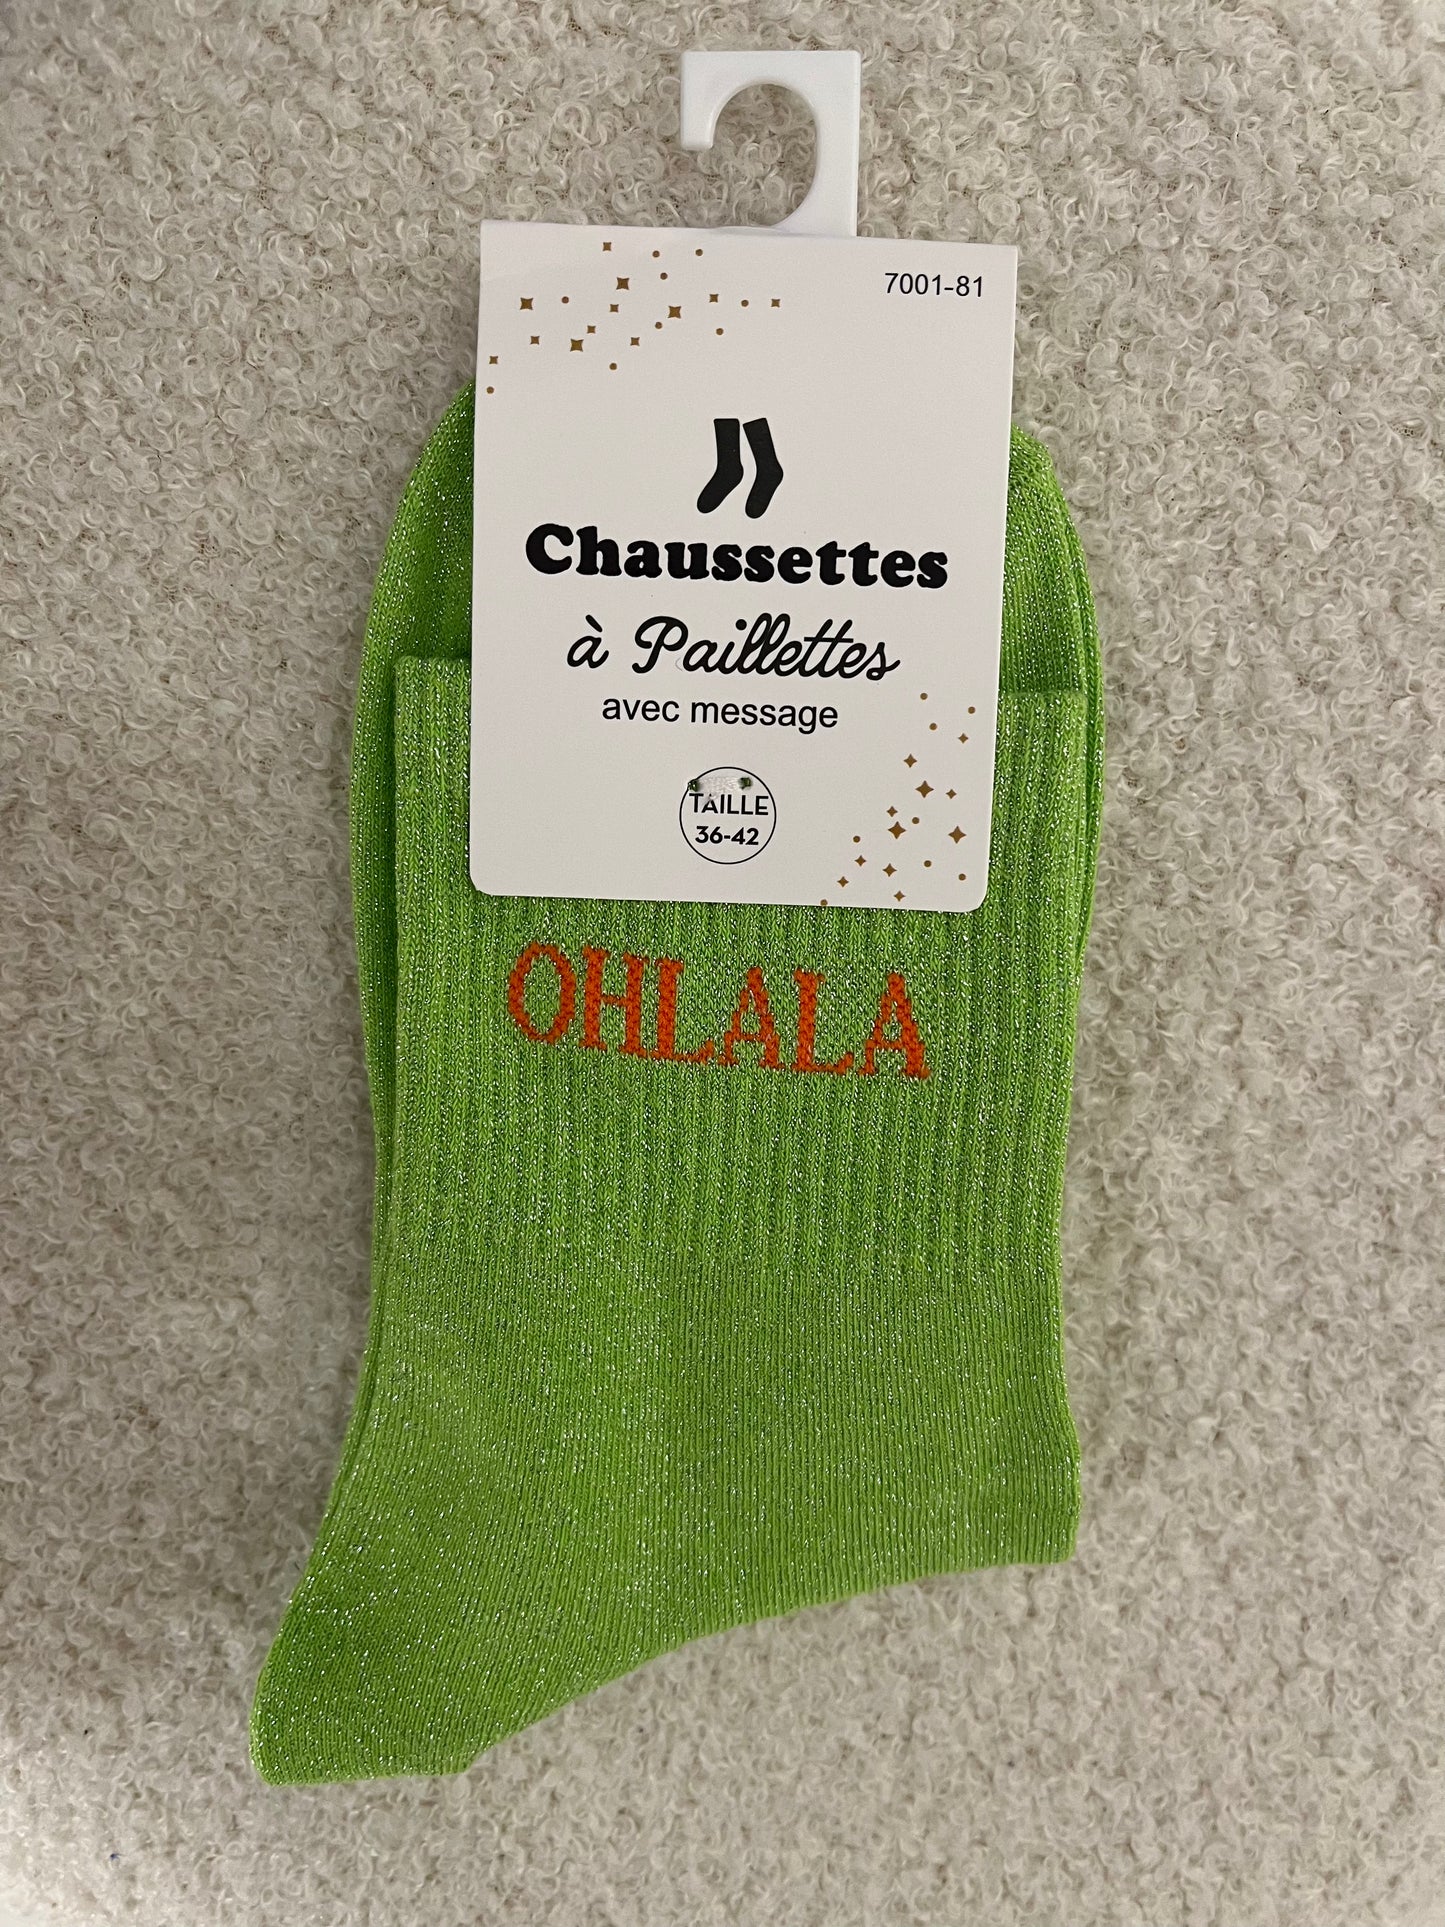 7001-81
Chaussettes
à Paillettes
avec message
TAILLE
36-42
OHLALA